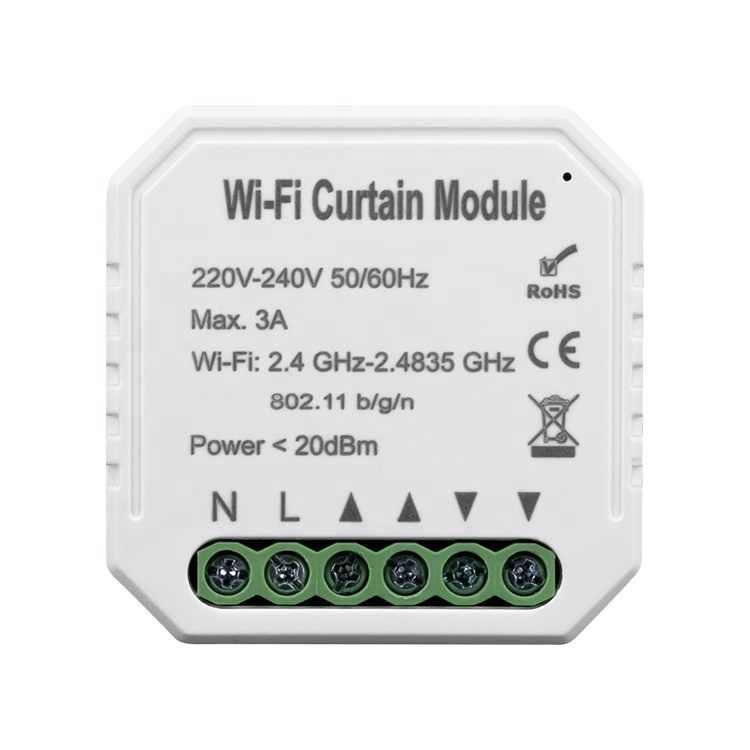 Wi-Fi Curtain Module
220V-240V 50/60Hz
RoHS
Max. 3A
Wi-Fi: 2.4 GHz-2.4835 GHz
CE
802.11 b/g/n
Power < 20dBm
N L ▲ ▲ ▼ ▼